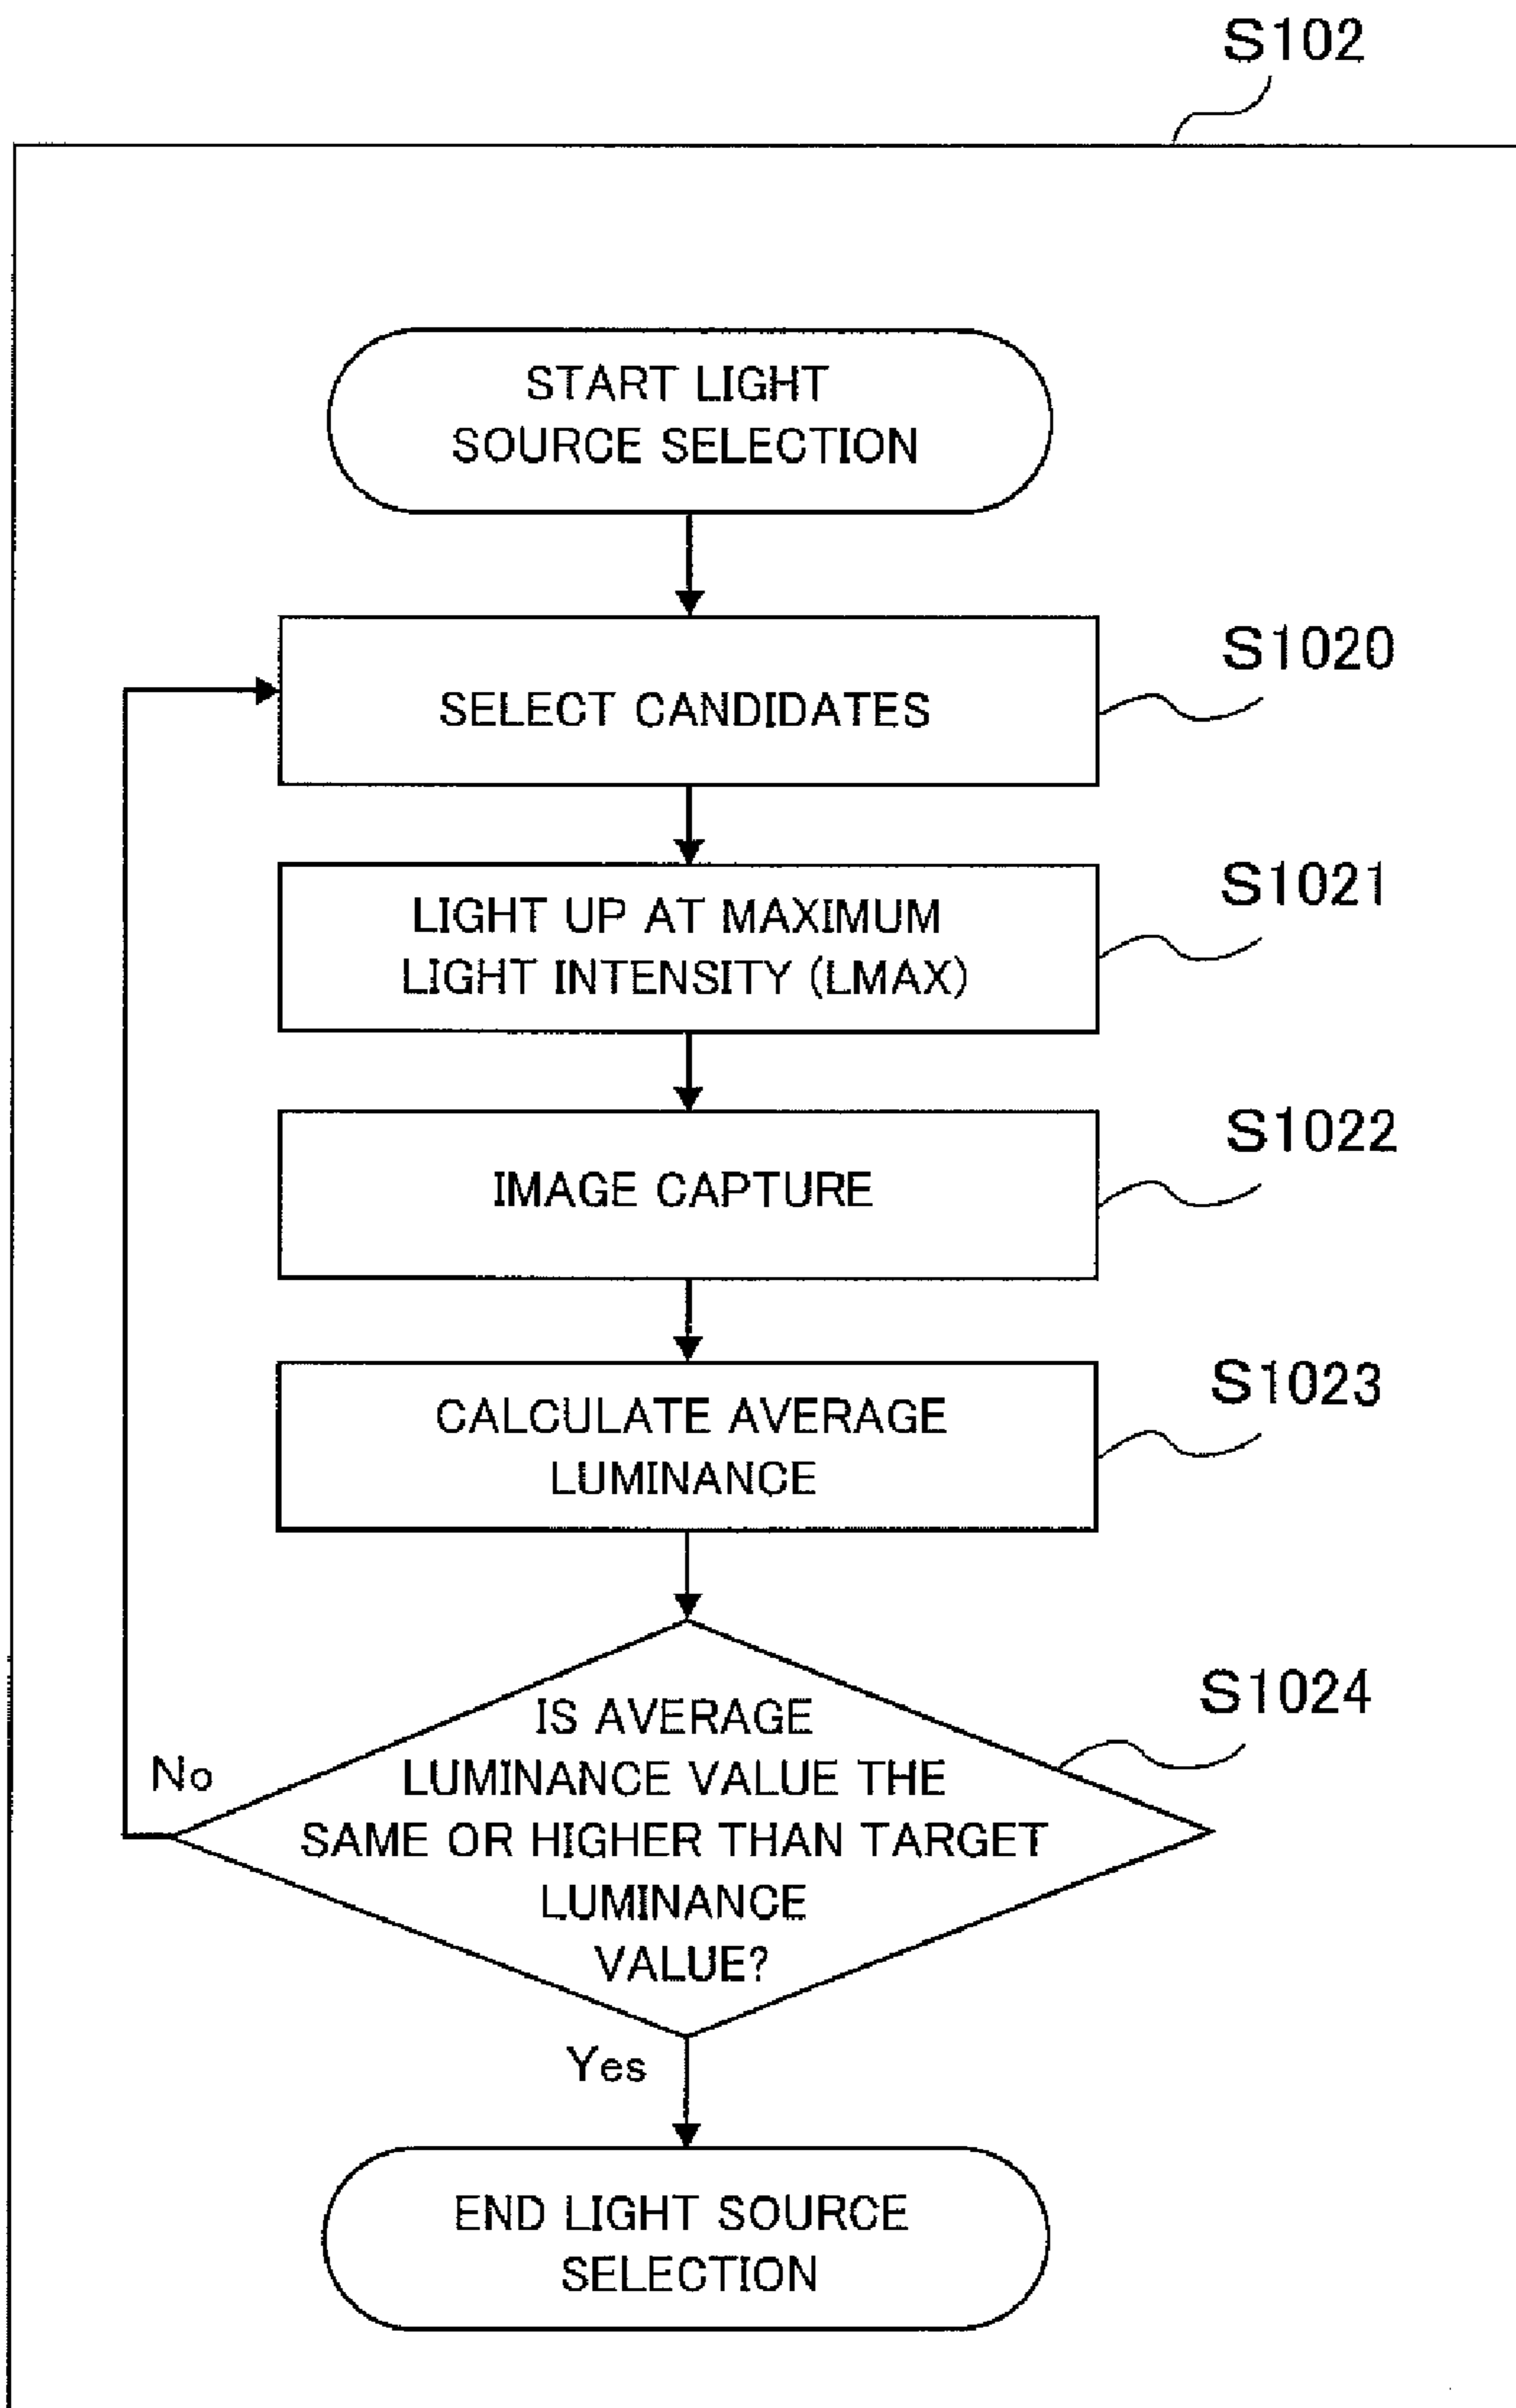 S102
START LIGHT
SOURCE SELECTION
S1020
SELECT CANDIDATES
S1021
LIGHT UP AT MAXIMUM
LIGHT INTENSITY (LMAX)
S1022
IMAGE CAPTURE
S1023
CALCULATE AVERAGE
LUMINANCE
S1024
IS AVERAGE
LUMINANCE VALUE THE
SAME OR HIGHER THAN TARGET
LUMINANCE
VALUE?
No
Yes
END LIGHT SOURCE
SELECTION